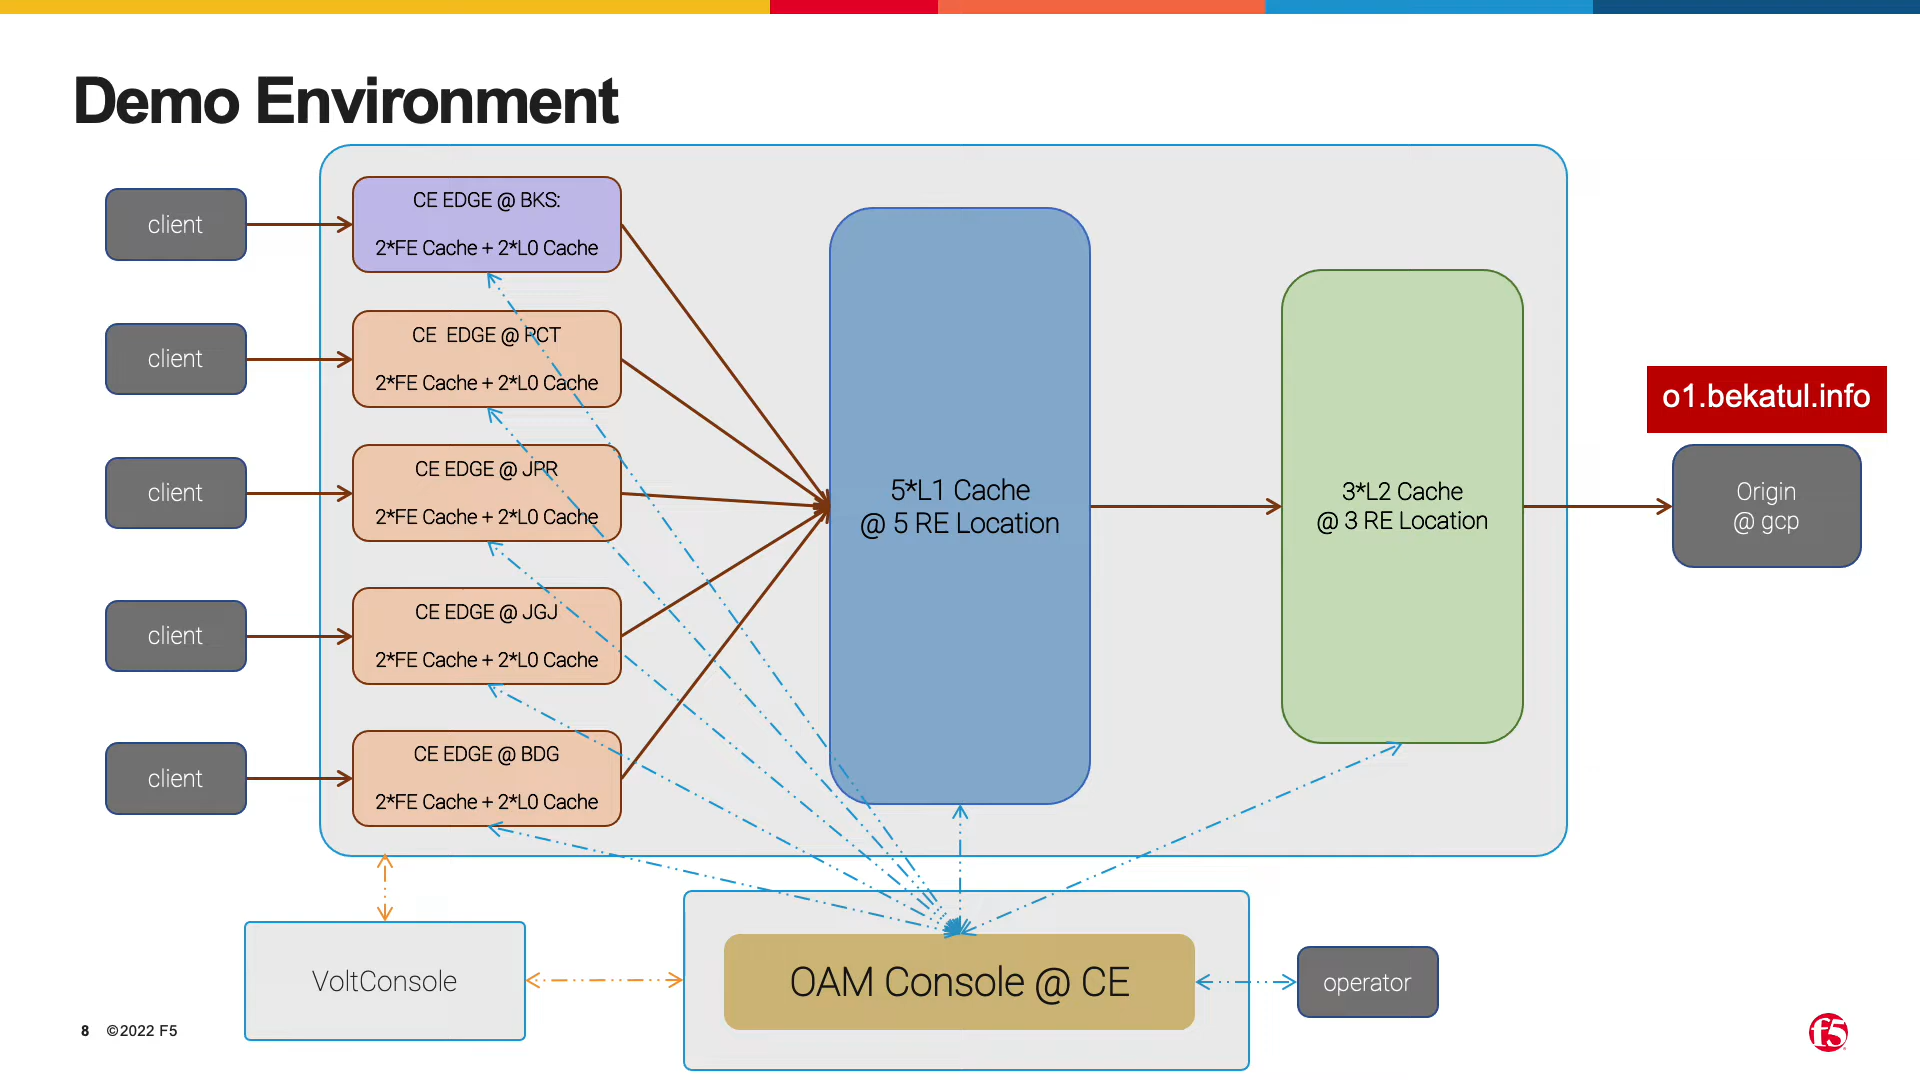 Demo Environment
client
CE EDGE @ BKS:
2*FE Cache + 2*L0 Cache
client
CE EDGE @ PCT
2*FE Cache + 2*L0 Cache
client
CE EDGE @ JPR
2*FE Cache + 2*L0 Cache
client
CE EDGE @ JGJ
2*FE Cache + 2*L0 Cache
client
CE EDGE @ BDG
2*FE Cache + 2*L0 Cache
5*L1 Cache
@ 5 RE Location
3*L2 Cache
@ 3 RE Location
o1.bekatul.info
Origin
@ gcp
VoltConsole
OAM Console @ CE
operator
8 ©2022 F5
f5